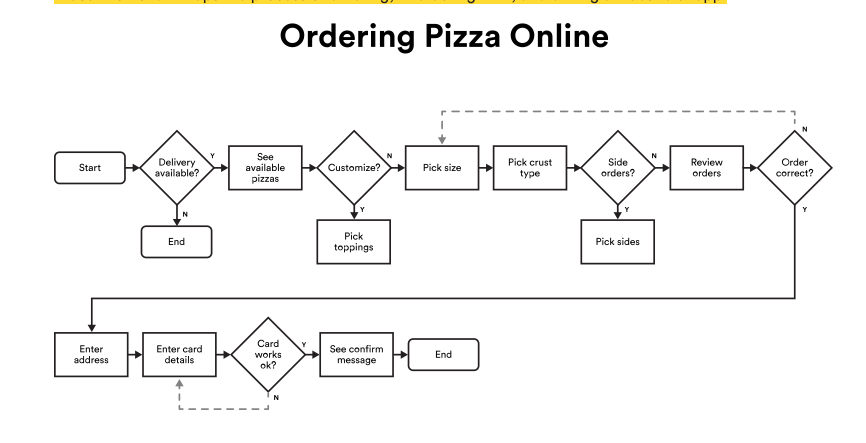 Ordering Pizza Online
N
Start
Delivery
available?
Y
See
available
pizzas
Customize?
N
Pick size
Pick crust
type
Side
orders?
N
Review
orders
Order
correct?
N
End
Y
Pick
toppings
Y
Pick sides
Y
Enter
address
Enter card
details
Card
works
ok?
Y
See confirm
message
End
N